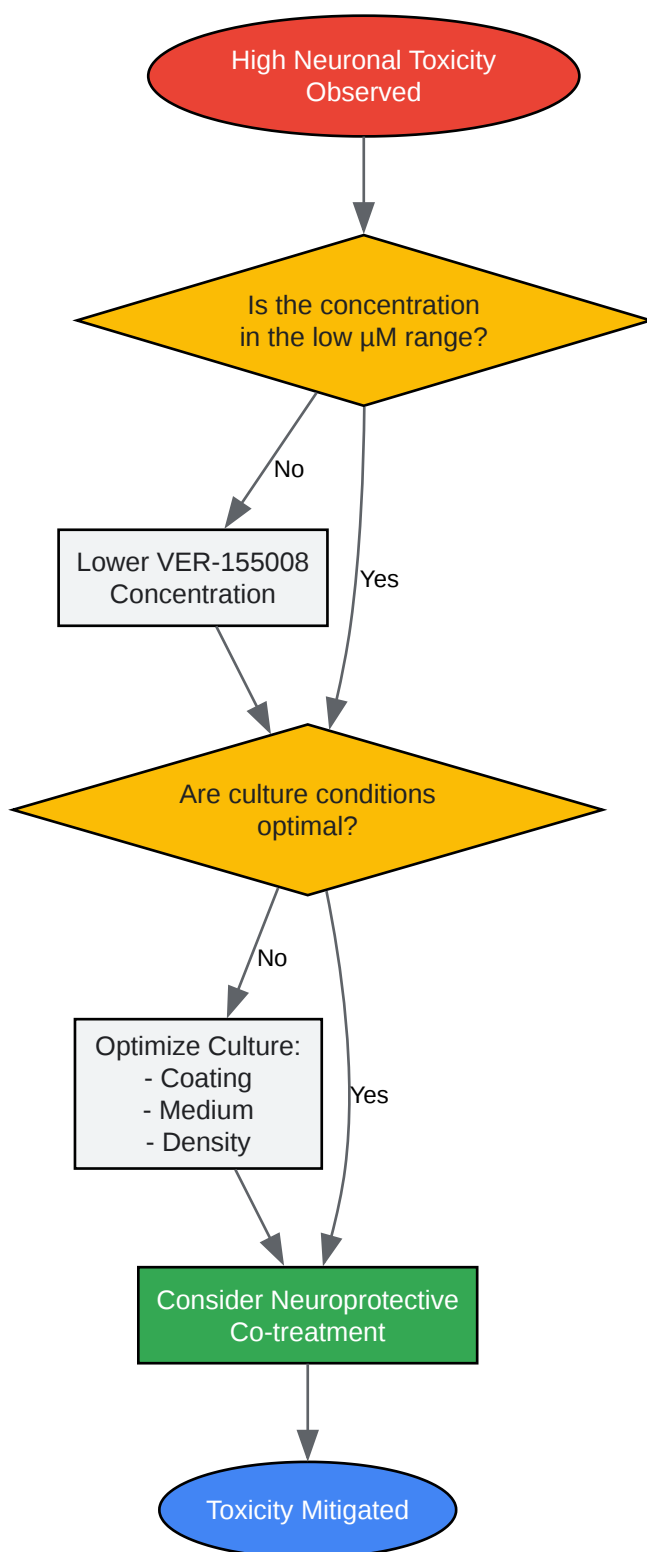 High Neuronal Toxicity
Observed
Is the concentration
in the low µM range?
No
Lower VER-155008
Concentration
Yes
Are culture conditions
optimal?
No
Optimize Culture:
- Coating
- Medium
- Density
Yes
Consider Neuroprotective
Co-treatment
Toxicity Mitigated